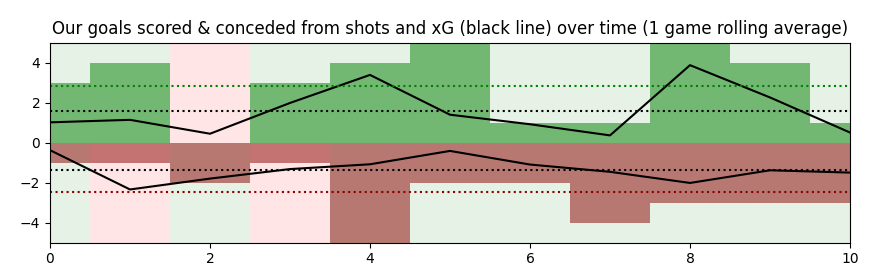 Our goals scored & conceded from shots and xG (black line) over time (1 game rolling average)
4
2
0
−2
−4
0 2 4 6 8 10